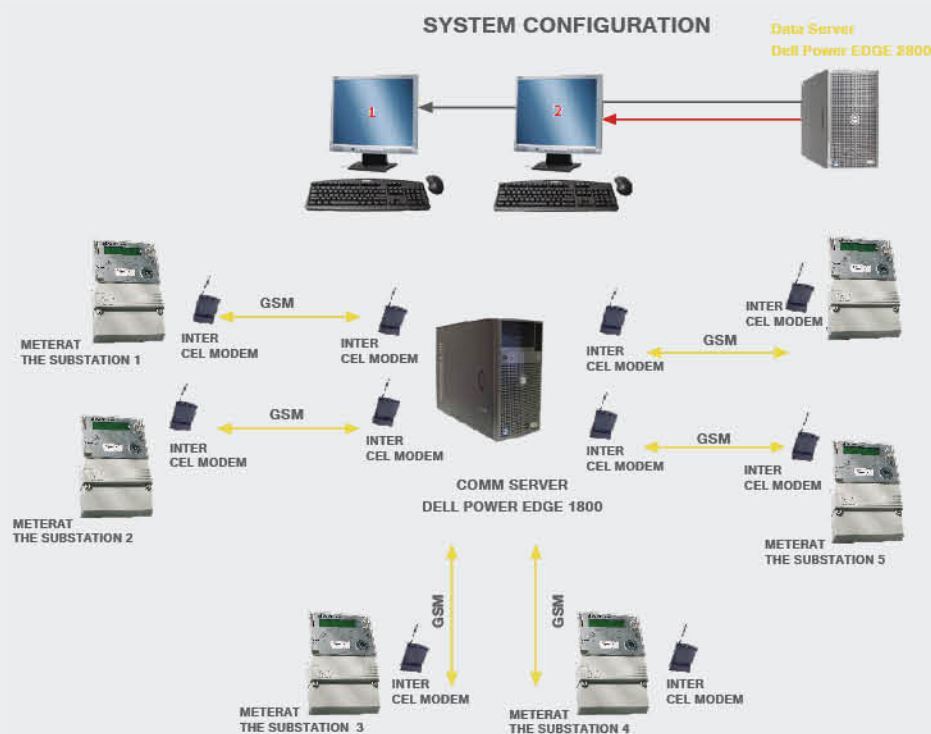 SYSTEM CONFIGURATION
Data Server
Dell Power EDGE 2800
1
2
GSM
GSM
METERAT
THE SUBSTATION 1
INTER
CEL MODEM
INTER
CEL MODEM
INTER
CEL MODEM
INTER
CEL MODEM
GSM
GSM
METERAT
THE SUBSTATION 2
INTER
CEL MODEM
INTER
CEL MODEM
INTER
CEL MODEM
INTER
CEL MODEM
COMM SERVER
DELL POWER EDGE 1800
METERAT
THE SUBSTATION 5
GSM
GSM
INTER
CEL MODEM
INTER
CEL MODEM
METERAT
THE SUBSTATION 3
METERAT
THE SUBSTATION 4